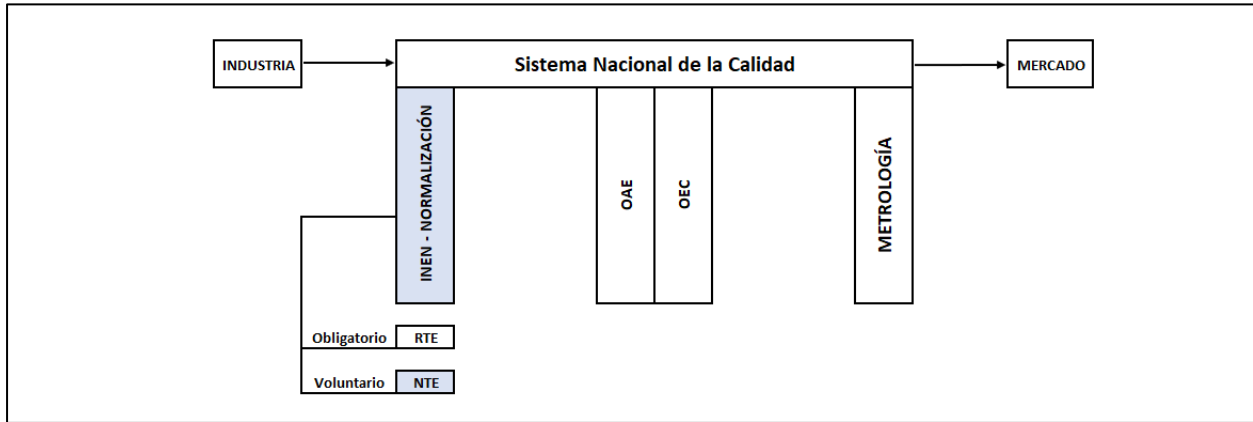 INDUSTRIA
Sistema Nacional de la Calidad
MERCADO
INEN - NORMALIZACIÓN
OAE
OEC
METROLOGÍA
Obligatorio RTE
Voluntario NTE